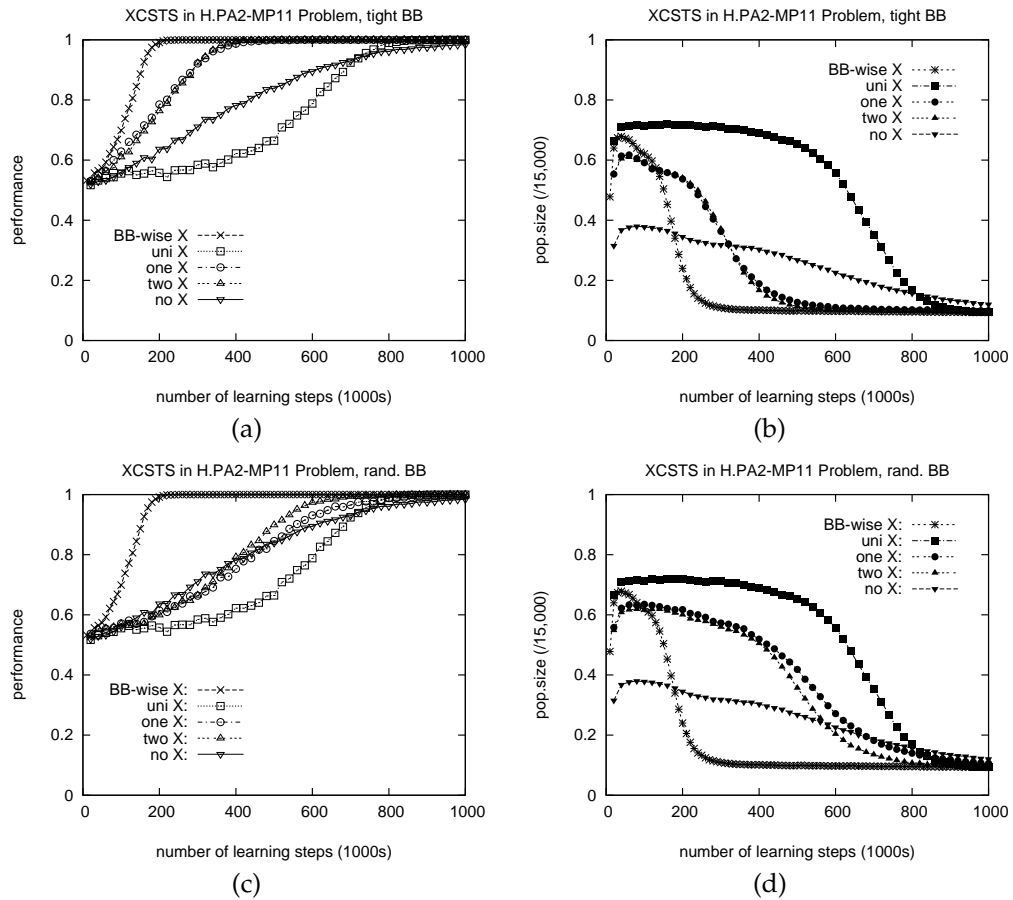 XCSTS in H.PA2-MP11 Problem, tight BB
performance
1
0.8
0.6
0.4
0.2
0
BB-wise X
uni X
one X
two X
no X
0 200 400 600 800 1000
number of learning steps (1000s)
(a)
XCSTS in H.PA2-MP11 Problem, tight BB
pop.size (/15,000)
1
0.8
0.6
0.4
0.2
0
BB-wise X
uni X
one X
two X
no X
0 200 400 600 800 1000
number of learning steps (1000s)
(b)
XCSTS in H.PA2-MP11 Problem, rand. BB
performance
1
0.8
0.6
0.4
0.2
0
BB-wise X:
uni X:
one X:
two X:
no X:
0 200 400 600 800 1000
number of learning steps (1000s)
(c)
XCSTS in H.PA2-MP11 Problem, rand. BB
pop.size (/15,000)
1
0.8
0.6
0.4
0.2
0
BB-wise X:
uni X:
one X:
two X:
no X:
0 200 400 600 800 1000
number of learning steps (1000s)
(d)